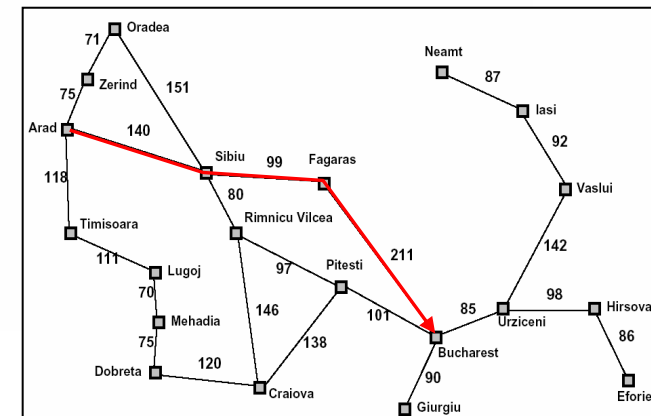 Oradea
71
Neamt
Zerind
87
75
151
Iasi
Arad
140
92
Sibiu
99
Fagaras
118
80
Vaslui
Timisoara
Rimnicu Vilcea
142
111
211
Lugoj
97
Pitesti
70
98
Hirsova
146
101
85
Urziceni
Mehadia
138
86
75
Bucharest
120
Dobreta
90
Craiova
Eforie
Giurgiu